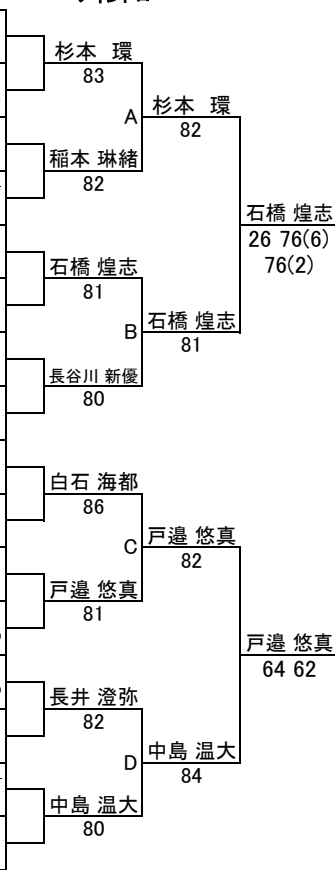 杉本 環
83
A
杉本 環
82
稲本 琳緒
82
石橋 煌志
26 76(6)
76(2)
石橋 煌志
81
B
石橋 煌志
81
長谷川 新優
80
白石 海都
86
C
戸邉 悠真
82
戸邉 悠真
81
戸邉 悠真
64 62
長井 澄弥
82
D
中島 温大
84
中島 温大
80